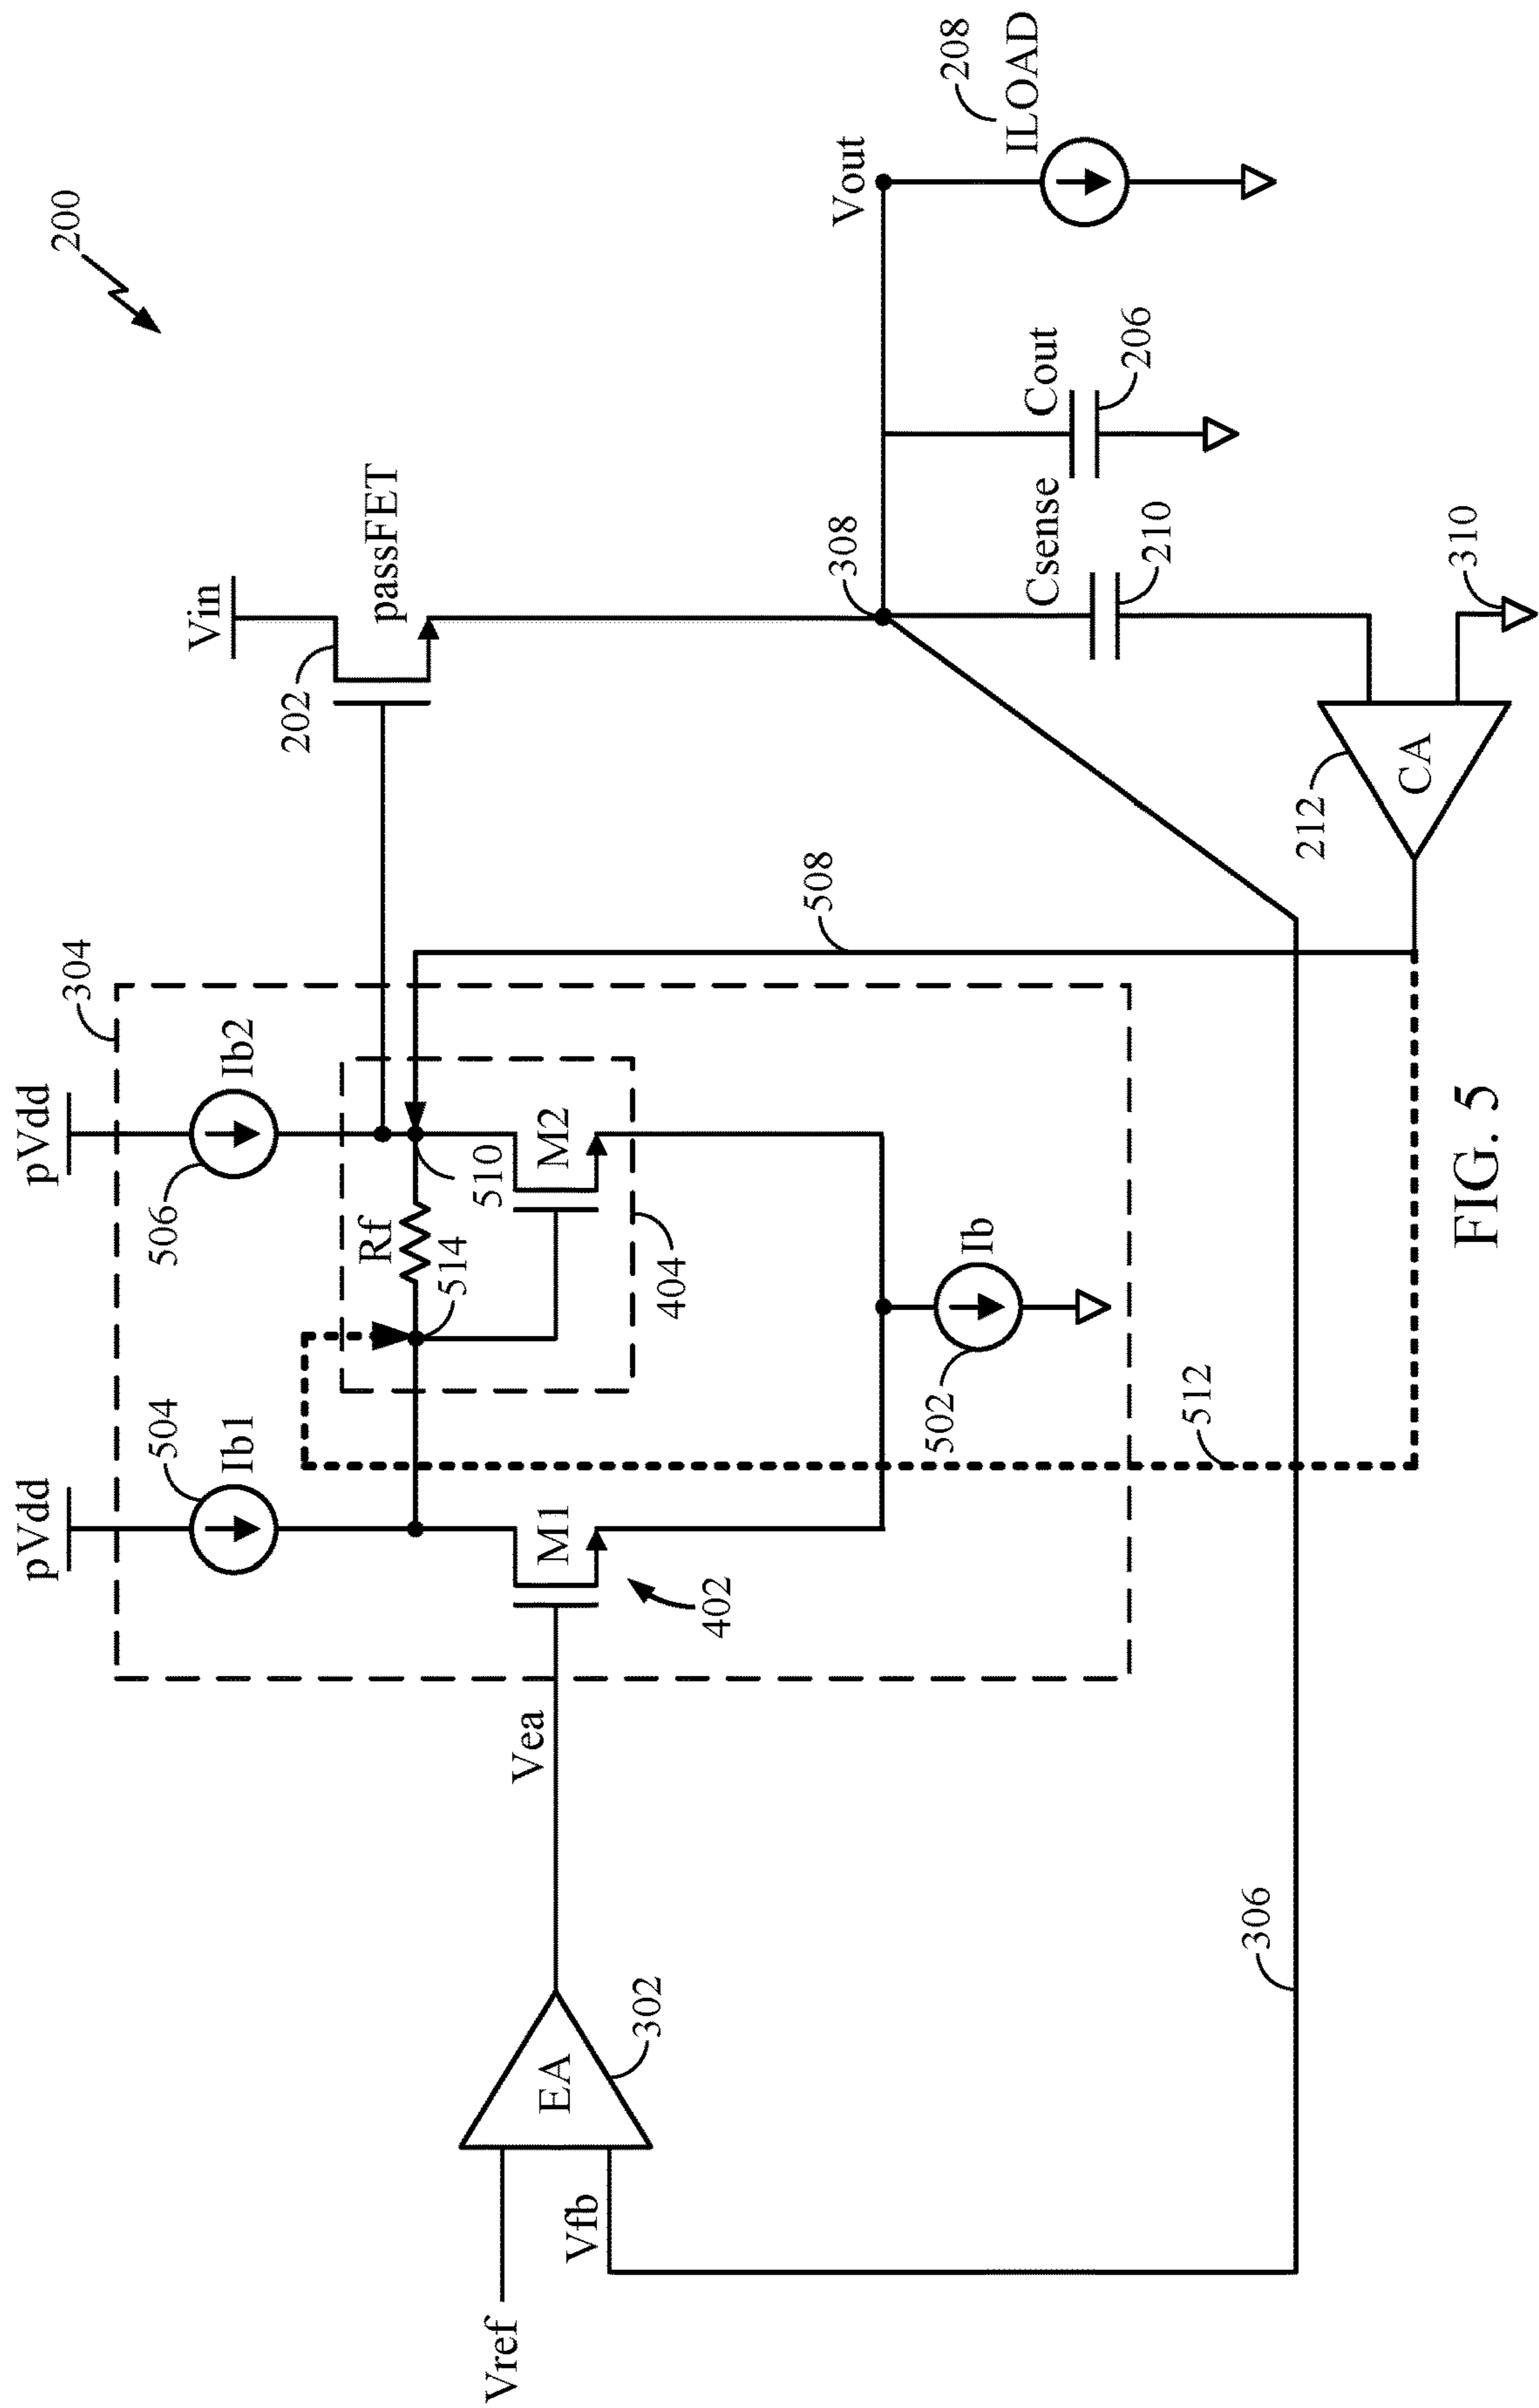 200
pVdd
pVdd
Vin
304
504
Ib1
506
Ib2
202
passFET
Rf
514
510
M1
M2
402
404
Vea
Vref
Vfb
EA
302
502
Ib
508
308
Vout
Csense
210
Cout
206
208
ILOAD
512
306
212
CA
310
FIG. 5